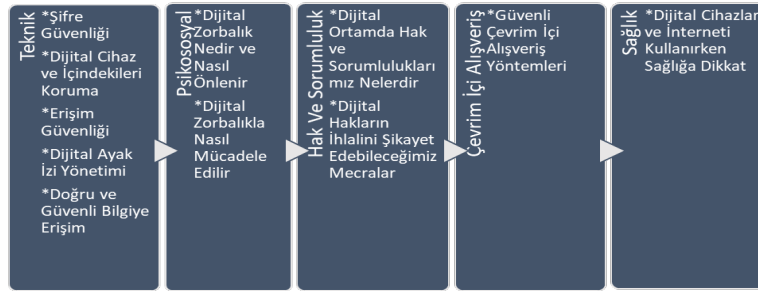 Teknik
*Şifre
Güvenliği
*Dijital Cihaz
ve İçindekileri
Koruma
*Erişim
Güvenliği
*Dijital Ayak
İzi Yönetimi
*Doğru ve
Güvenli Bilgiye
Erişim
Psikososyal
*Dijital
Zorbalık
Nedir ve
Nasıl
Önlenir
*Dijital
Zorbalıkla
Nasıl
Mücadele
Edilir
Hak Ve Sorumluluk
*Dijital
Ortamda Hak
ve
Sorumlulukları
mız Nelerdir
*Dijital
Hakların
İhlalini Şikayet
Edebileceğimiz
Mecralar
Çevrim İçi Alışveriş
*Güvenli
Çevrim İçi
Alışveriş
Yöntemleri
Sağlık
*Dijital Cihazlar
ve İnterneti
Kullanırken
Sağlığa Dikkat